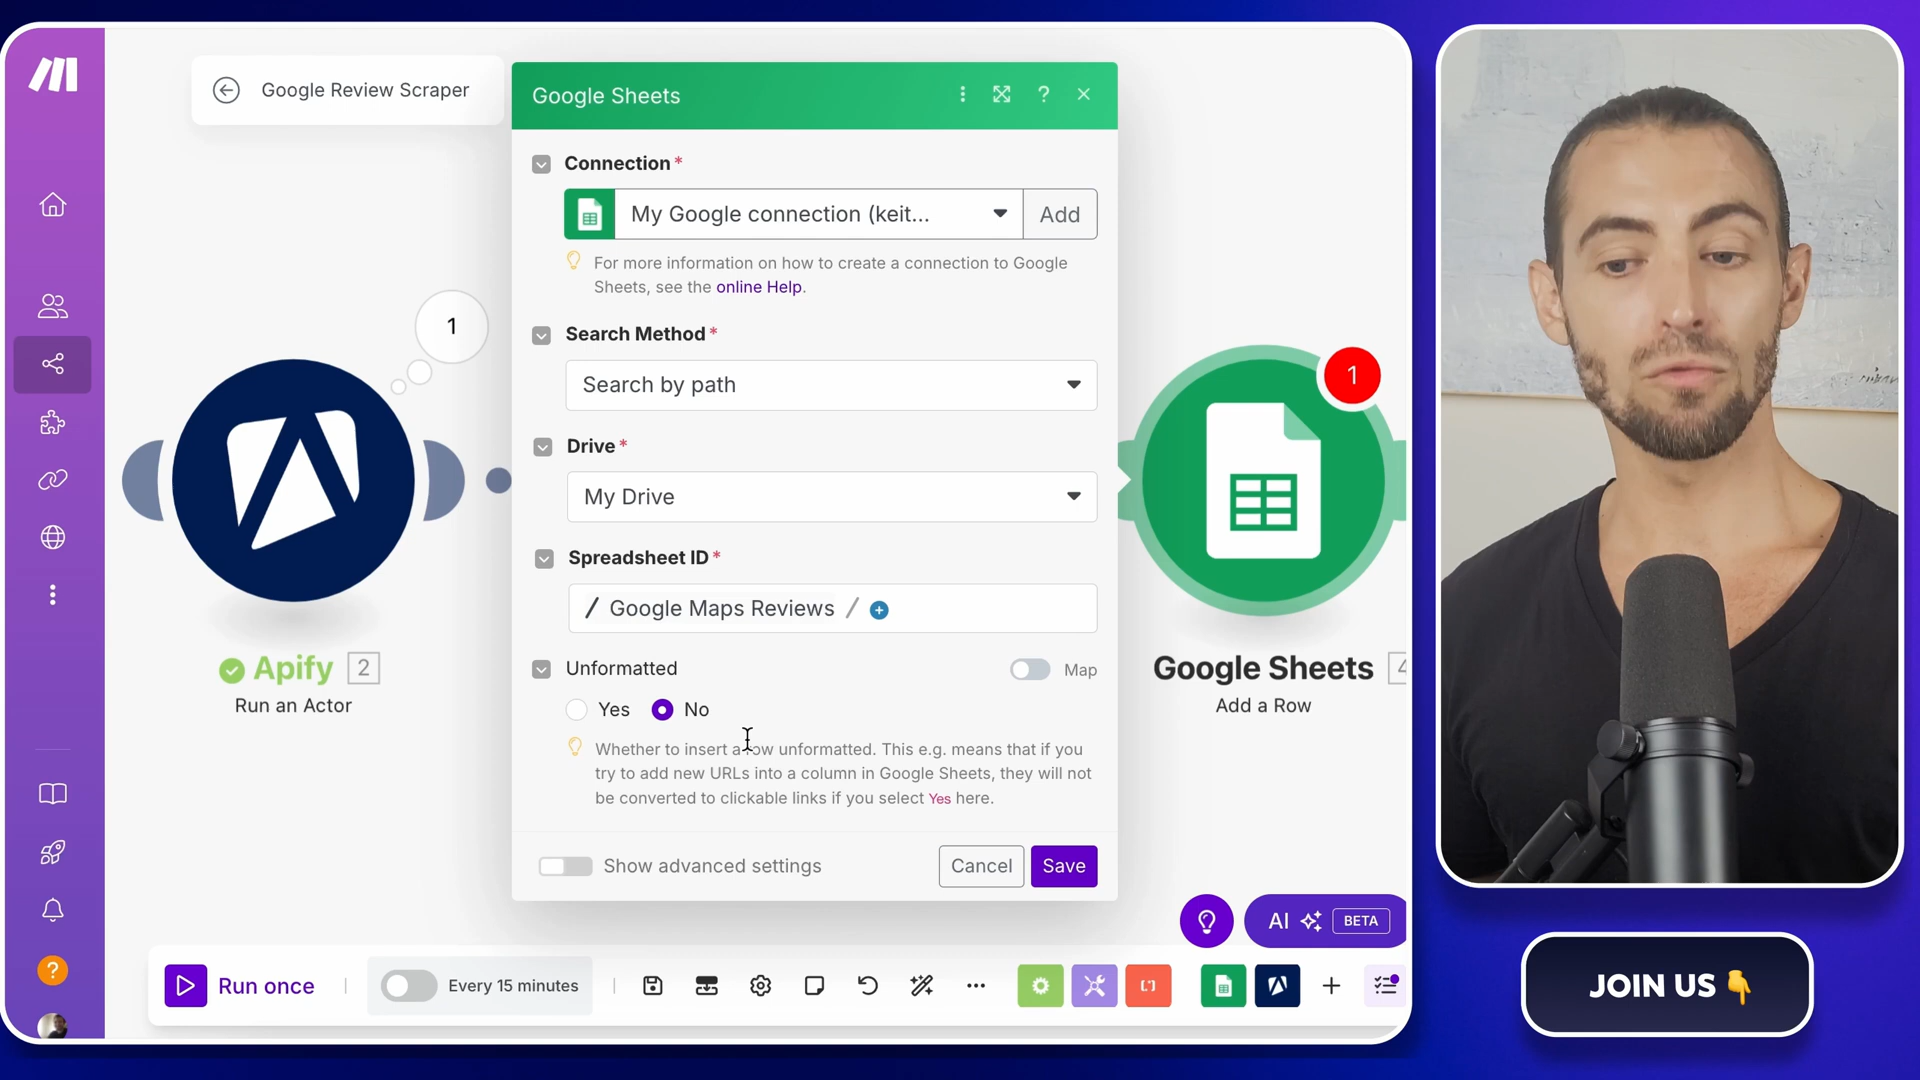 Google Review Scraper
Google Sheets
?
Connection *
My Google connection (keit...
Add
For more information on how to create a connection to Google
Sheets, see the online Help.
Search Method *
Search by path
Drive *
My Drive
Spreadsheet ID *
/ Google Maps Reviews /
Unformatted
Map
Yes
No
Whether to insert a row unformatted. This e.g. means that if you
try to add new URLs into a column in Google Sheets, they will not
be converted to clickable links if you select Yes here.
Show advanced settings
Cancel
Save
1
Apify 2
Run an Actor
1
Google Sheets 4
Add a Row
AI BETA
?
Run once
Every 15 minutes
JOIN US